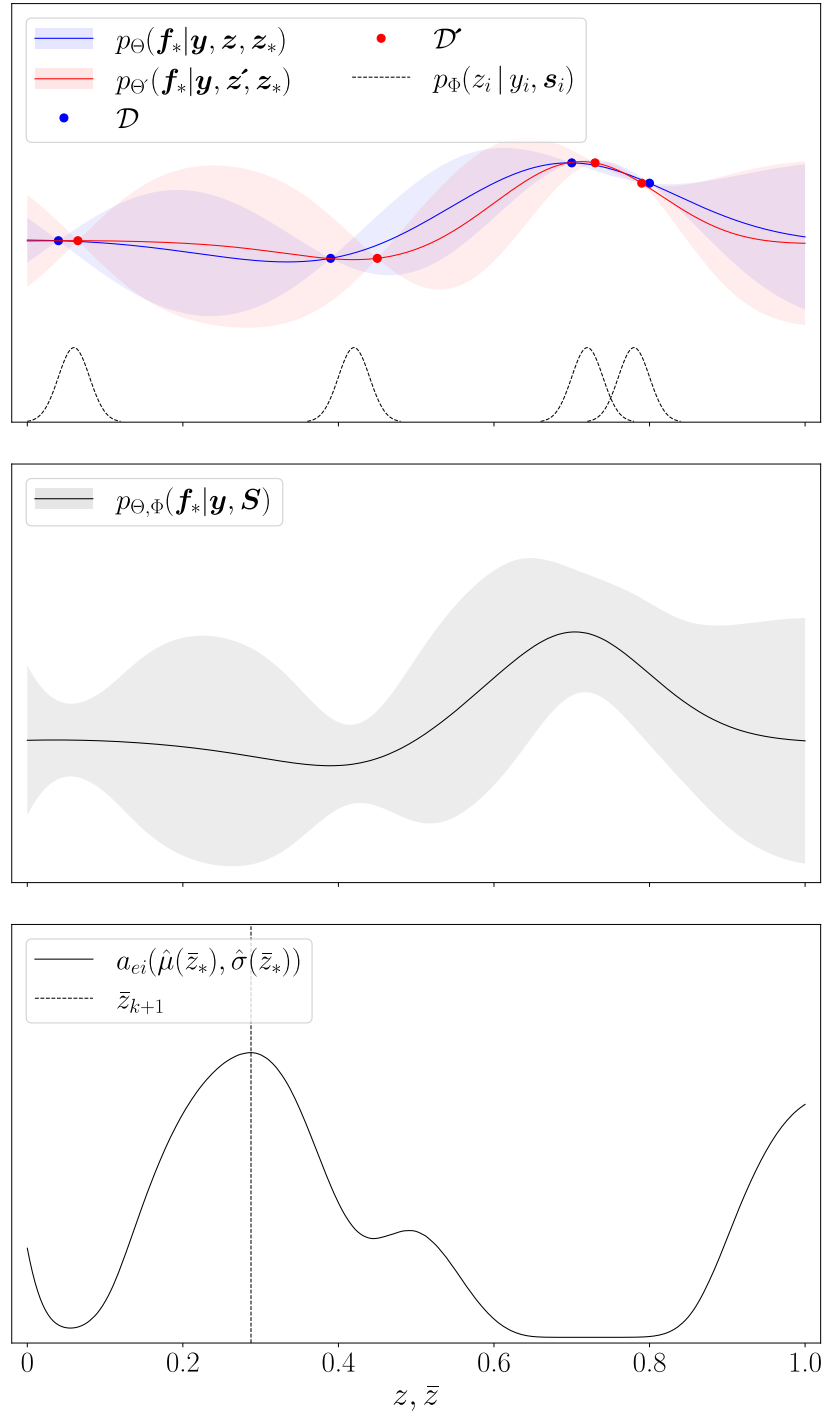 p_Θ(f_*|y, z, z_*)
p_Θ′(f_*|y, z′, z_*)
𝒟
𝒟′
p_Φ(z_i | y_i, s_i)
p_Θ,Φ(f_*|y, S)
a_ei(μ̂(z̄_*), σ̂(z̄_*))
z̄_k+1
0 0.2 0.4 0.6 0.8 1.0
z, z̄